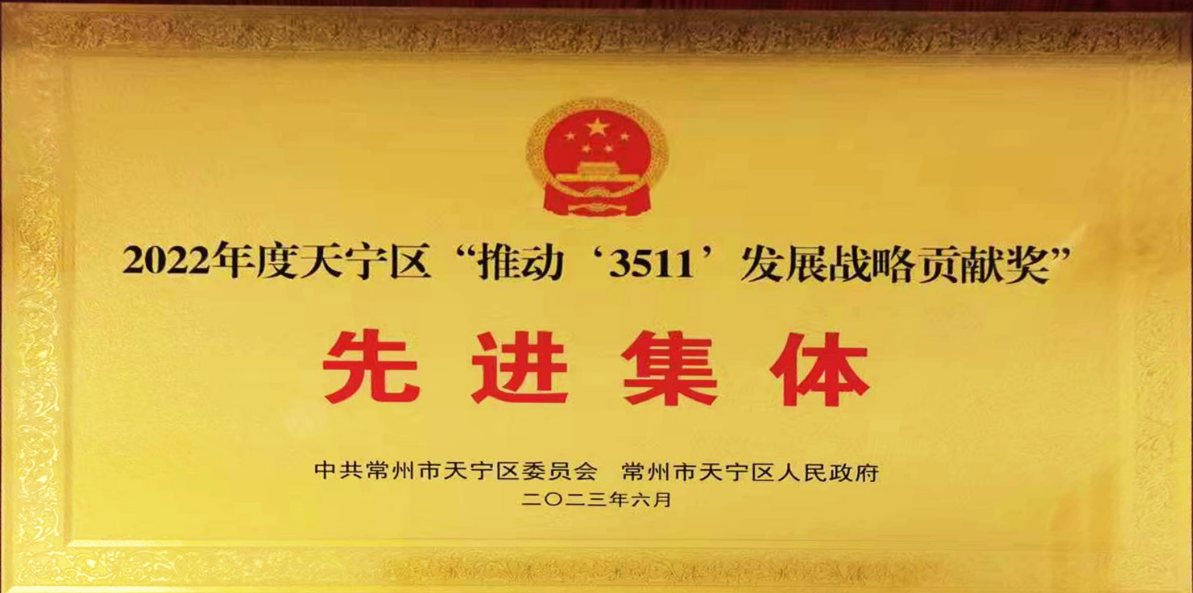 2022年度天宁区“推动‘3511’发展战略贡献奖”
先进集体
中共常州市天宁区委员会 常州市天宁区人民政府
二〇二三年六月